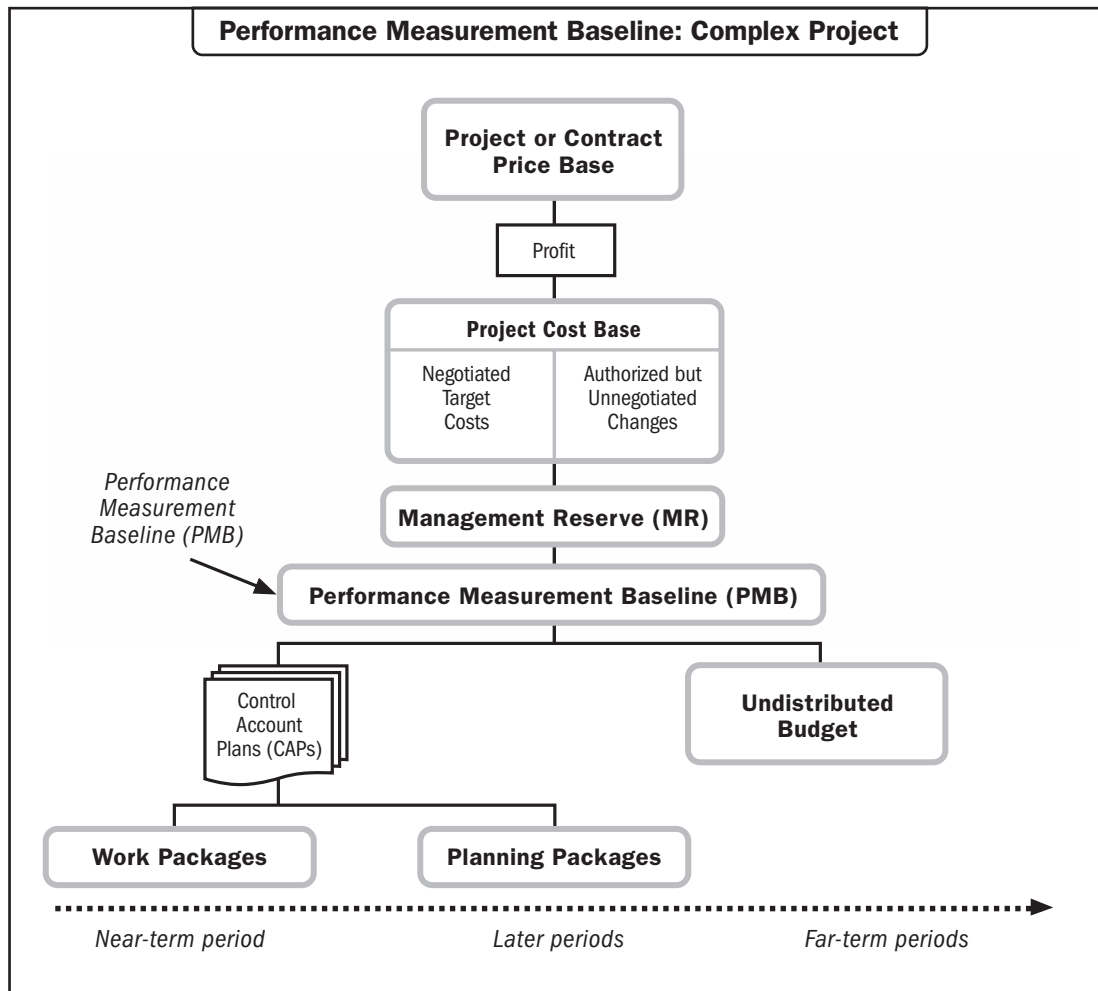 Performance Measurement Baseline: Complex Project
Project or Contract
Price Base
Profit
Project Cost Base
Negotiated
Target
Costs
Authorized but
Unnegotiated
Changes
Performance
Measurement
Baseline (PMB)
Management Reserve (MR)
Performance Measurement Baseline (PMB)
Control
Account
Plans (CAPs)
Undistributed
Budget
Work Packages
Planning Packages
Near-term period
Later periods
Far-term periods